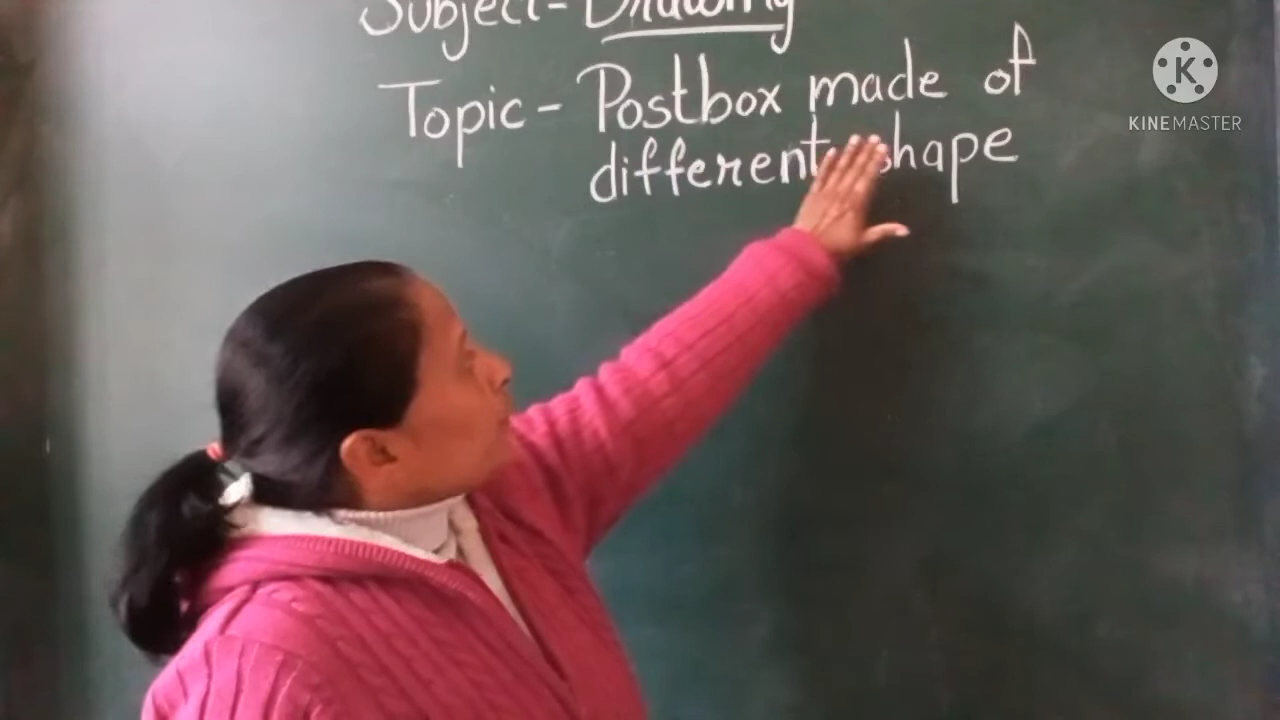 Subject- Drawing
Topic - Postbox made of
different shape
K
KINEMASTER